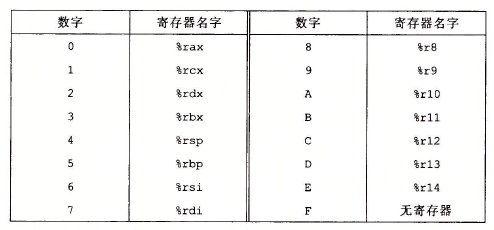 数字 寄存器名字 数字 寄存器名字
0 %rax 8 %r8
1 %rcx 9 %r9
2 %rdx A %r10
3 %rbx B %r11
4 %rsp C %r12
5 %rbp D %r13
6 %rsi E %r14
7 %rdi F 无寄存器